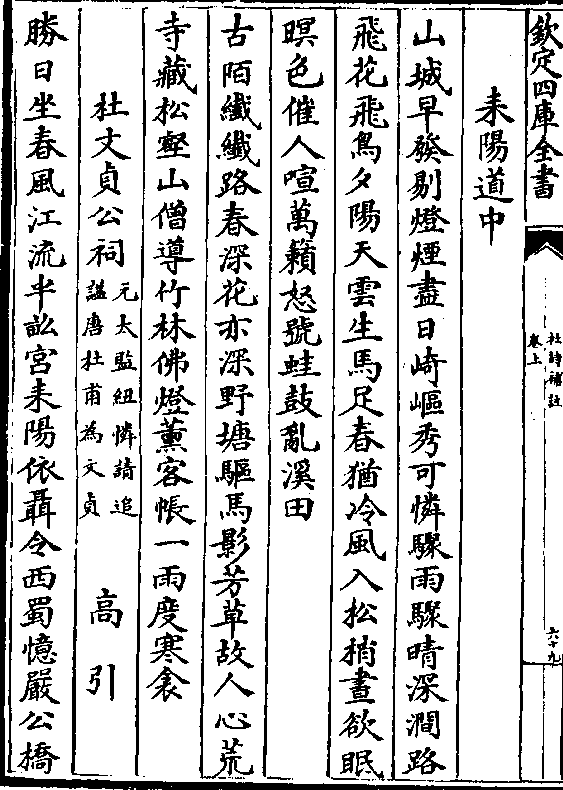 欽定四庫全書
杜詩補註
卷上
六十九
耒陽道中
山城早發剔燈煙盡日崎嶇秀可憐驟雨驟晴深澗路
飛花飛鳥夕陽天雲生馬足春猶冷風入松梢晝欲眠
暝色催人喧萬籟怒號蛙鼓亂溪田
古陌纖纖路春深花亦深野塘驅馬影芳草故人心荒
寺藏松壑山僧導竹林佛燈薰客帳一雨度寒衾
杜文貞公祠 元太監紐憐請追諡唐杜甫為文貞 高引
勝日坐春風江流半訟宮耒陽依聶令西蜀憶嚴公橋